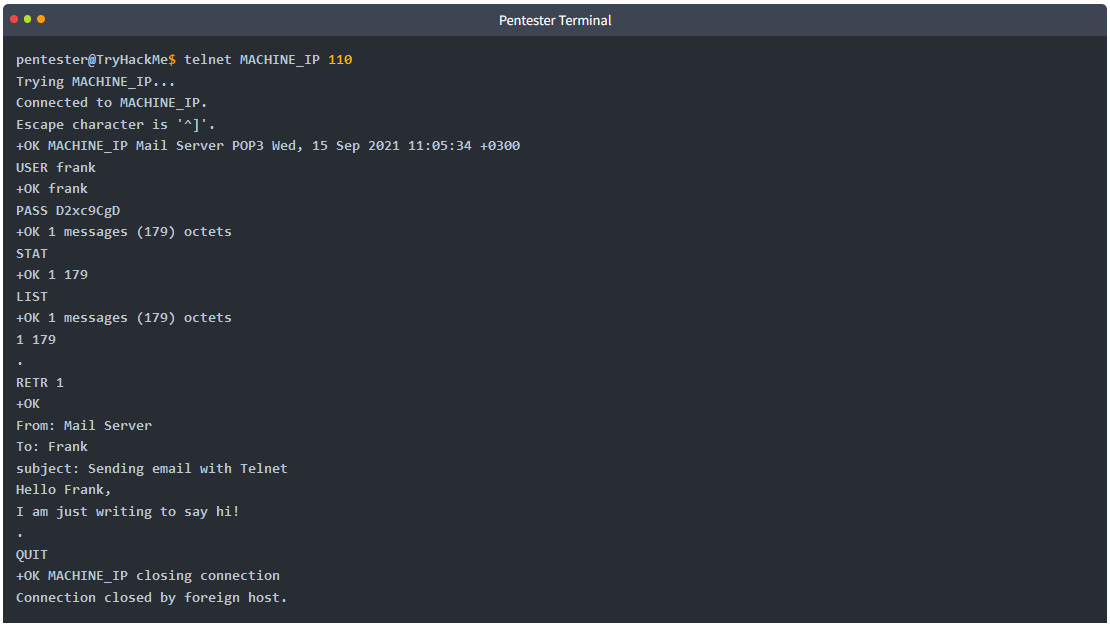 Pentester Terminal
pentester@TryHackMe$ telnet MACHINE_IP 110
Trying MACHINE_IP...
Connected to MACHINE_IP.
Escape character is '^]'.
+OK MACHINE_IP Mail Server POP3 Wed, 15 Sep 2021 11:05:34 +0300
USER frank
+OK frank
PASS D2xc9CgD
+OK 1 messages (179) octets
STAT
+OK 1 179
LIST
+OK 1 messages (179) octets
1 179
.
RETR 1
+OK
From: Mail Server
To: Frank
subject: Sending email with Telnet
Hello Frank,
I am just writing to say hi!
.
QUIT
+OK MACHINE_IP closing connection
Connection closed by foreign host.